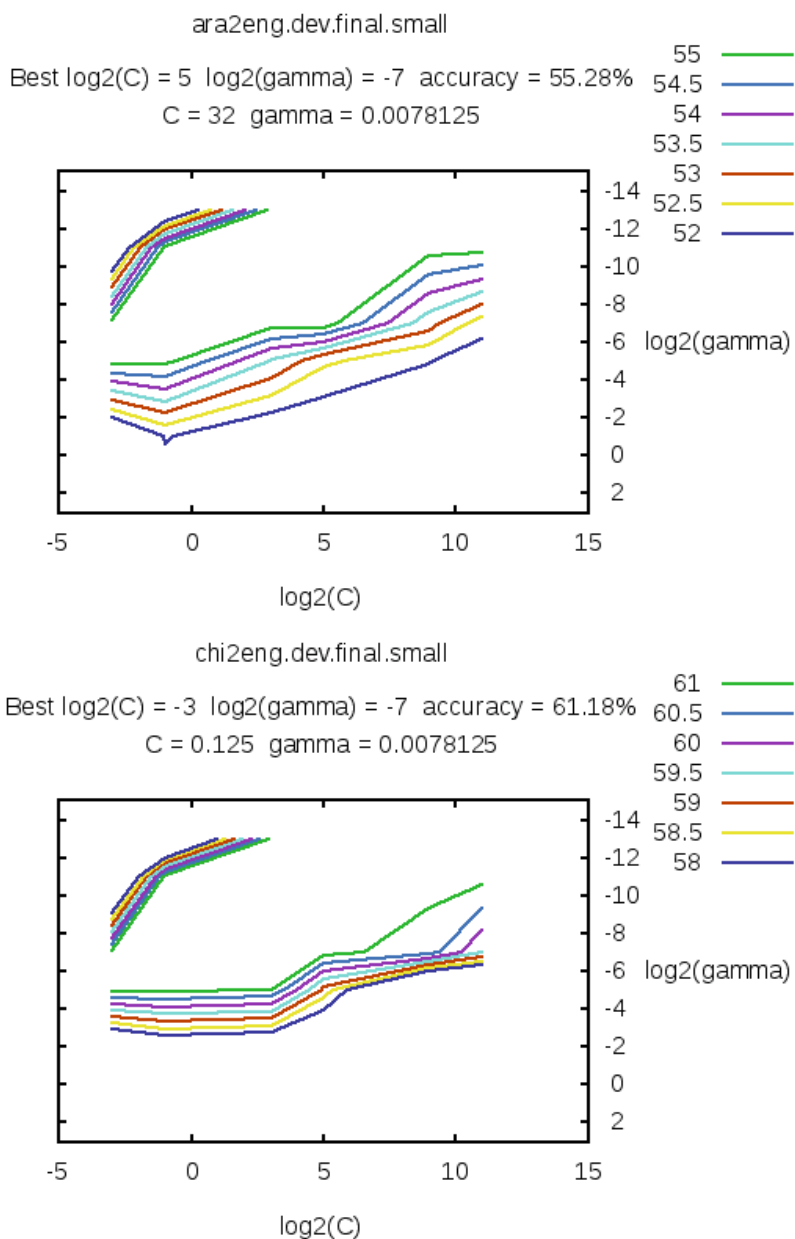 ara2eng.dev.final.small
Best log2(C) = 5 log2(gamma) = -7 accuracy = 55.28%
C = 32 gamma = 0.0078125
55
54.5
54
53.5
53
52.5
52
-14
-12
-10
-8
-6
-4
-2
0
2
log2(gamma)
-5 0 5 10 15
log2(C)
chi2eng.dev.final.small
Best log2(C) = -3 log2(gamma) = -7 accuracy = 61.18%
C = 0.125 gamma = 0.0078125
61
60.5
60
59.5
59
58.5
58
-14
-12
-10
-8
-6
-4
-2
0
2
log2(gamma)
-5 0 5 10 15
log2(C)